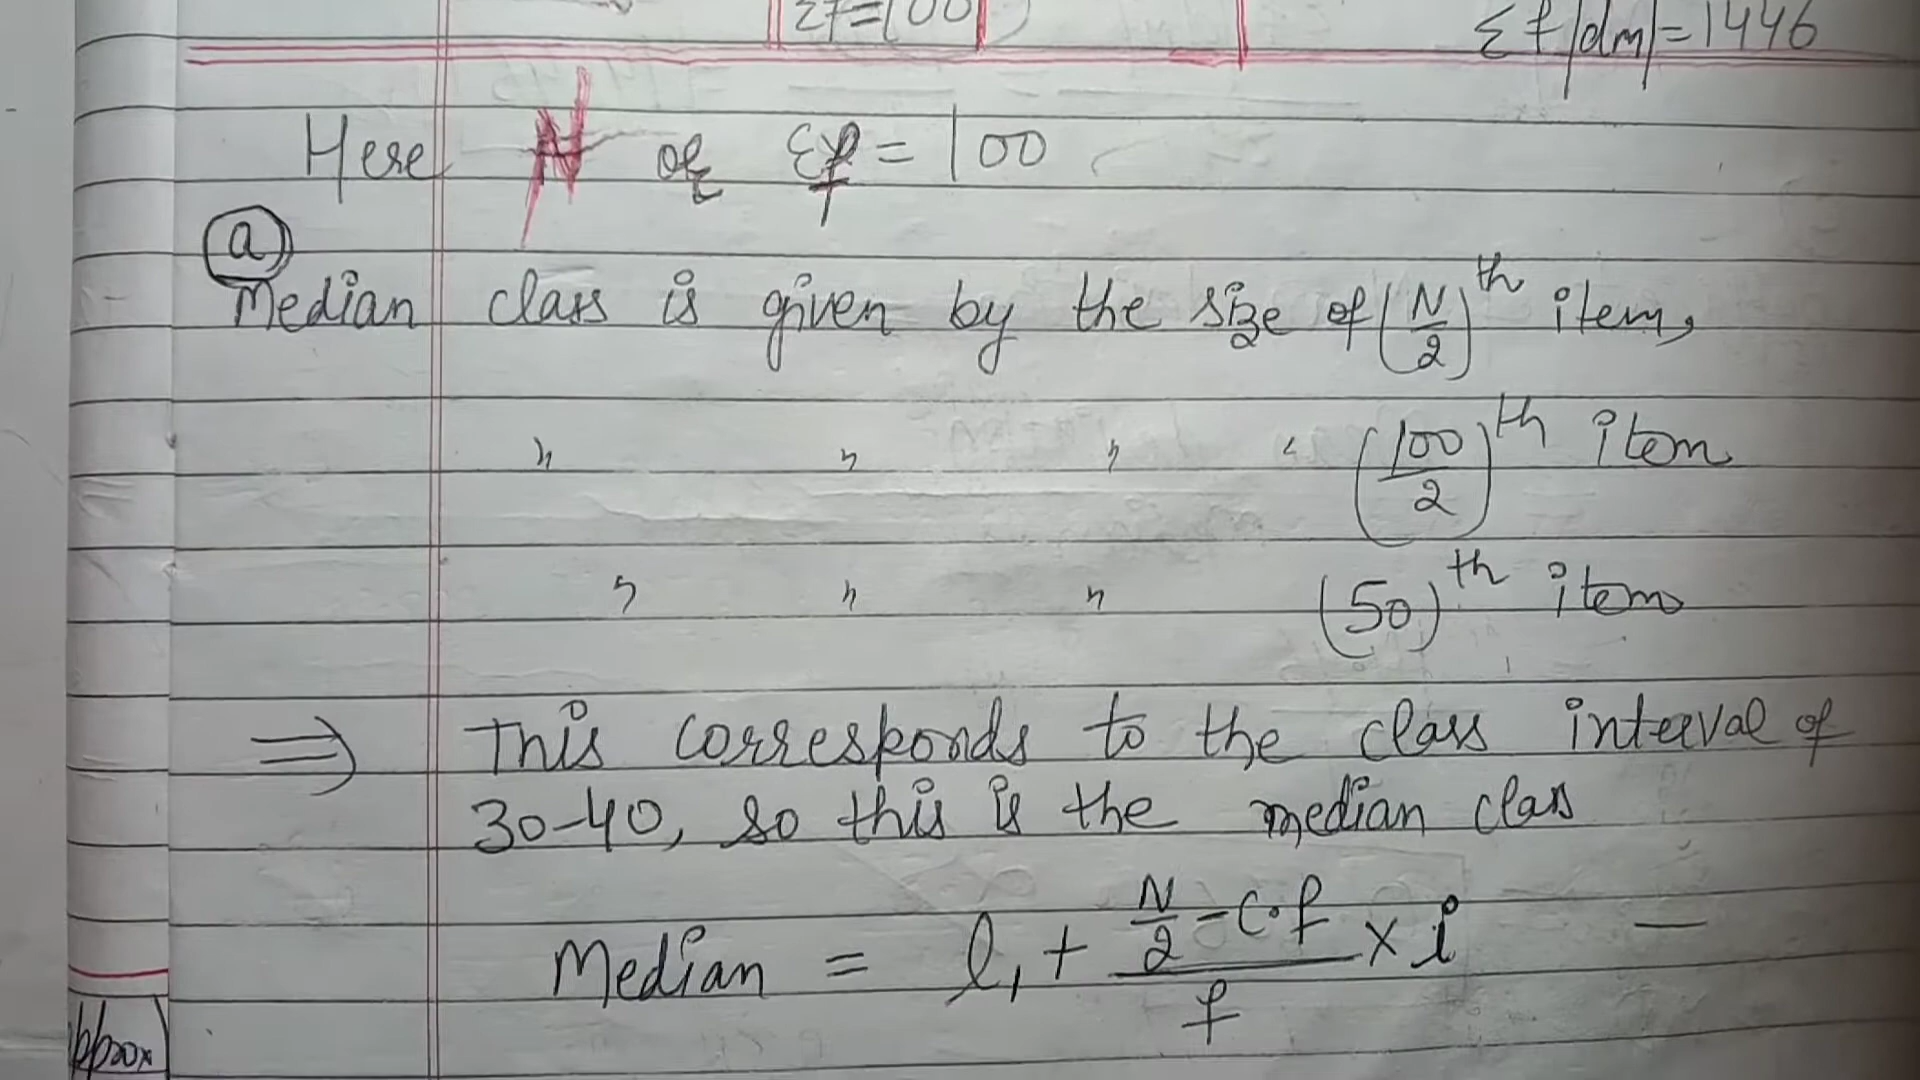 Σf=100 Σf|dm|=1446
Here N or Σf = 100
a
Median class is given by the size of (N/2)th item,
" " " " (100/2)th item
" " " (50)th item
⇒ This corresponds to the class interval of
30-40, so this is the median class
Median = l₁ + (N/2 - c.f)/f × i —